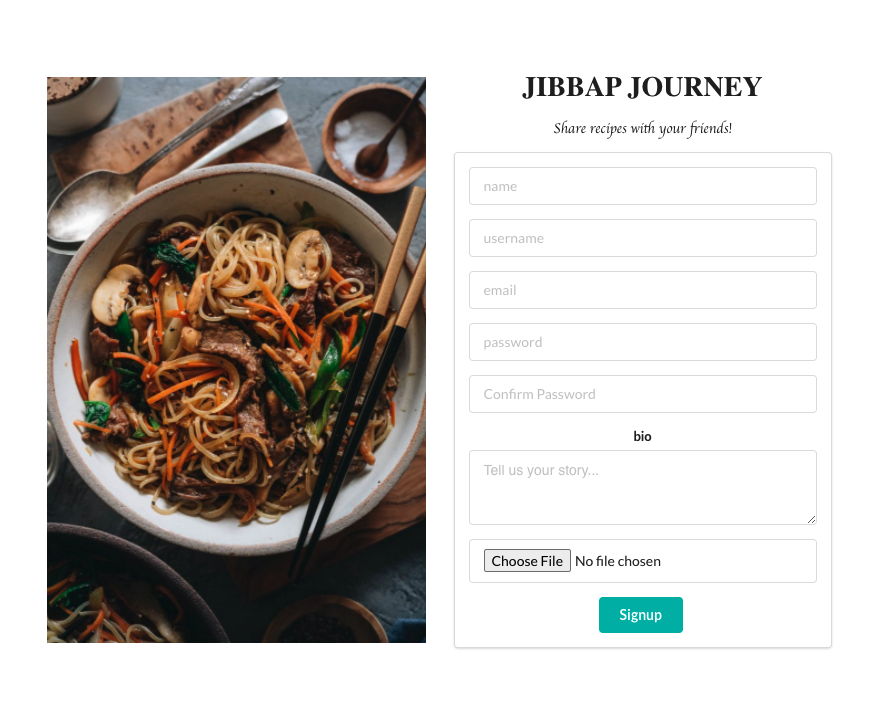 JIBBAP JOURNEY
Share recipes with your friends!
name
username
email
password
Confirm Password
bio
Tell us your story...
Choose File No file chosen
Signup